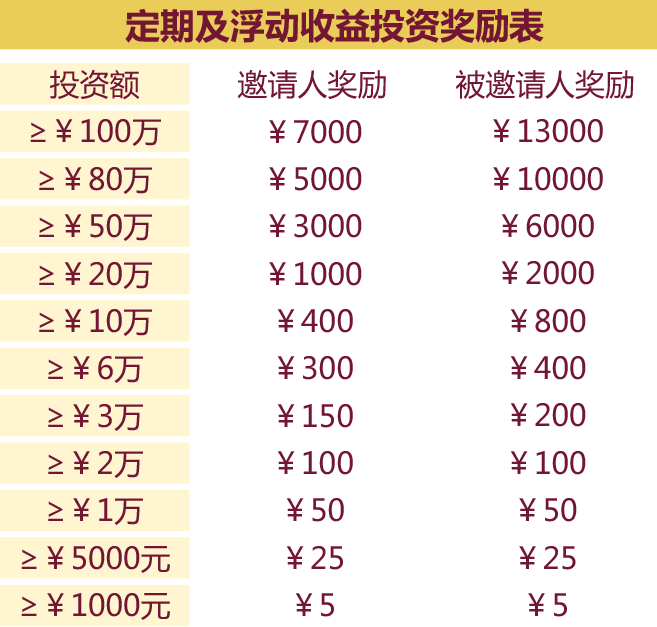 定期及浮动收益投资奖励表
投资额 邀请人奖励 被邀请人奖励
≥¥100万 ¥7000 ¥13000
≥¥80万 ¥5000 ¥10000
≥¥50万 ¥3000 ¥6000
≥¥20万 ¥1000 ¥2000
≥¥10万 ¥400 ¥800
≥¥6万 ¥300 ¥400
≥¥3万 ¥150 ¥200
≥¥2万 ¥100 ¥100
≥¥1万 ¥50 ¥50
≥¥5000元 ¥25 ¥25
≥¥1000元 ¥5 ¥5